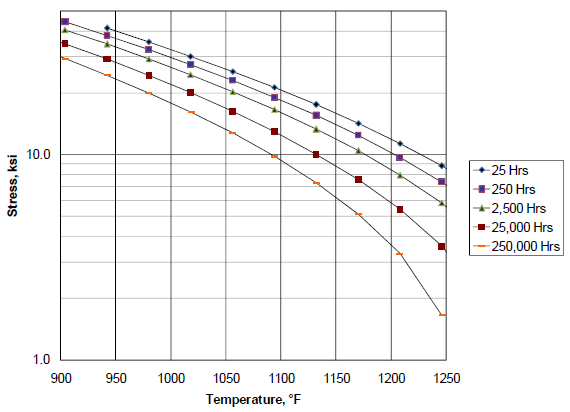 Stress, ksi
10.0
1.0
900 950 1000 1050 1100 1150 1200 1250
Temperature, °F
25 Hrs
250 Hrs
2,500 Hrs
25,000 Hrs
250,000 Hrs